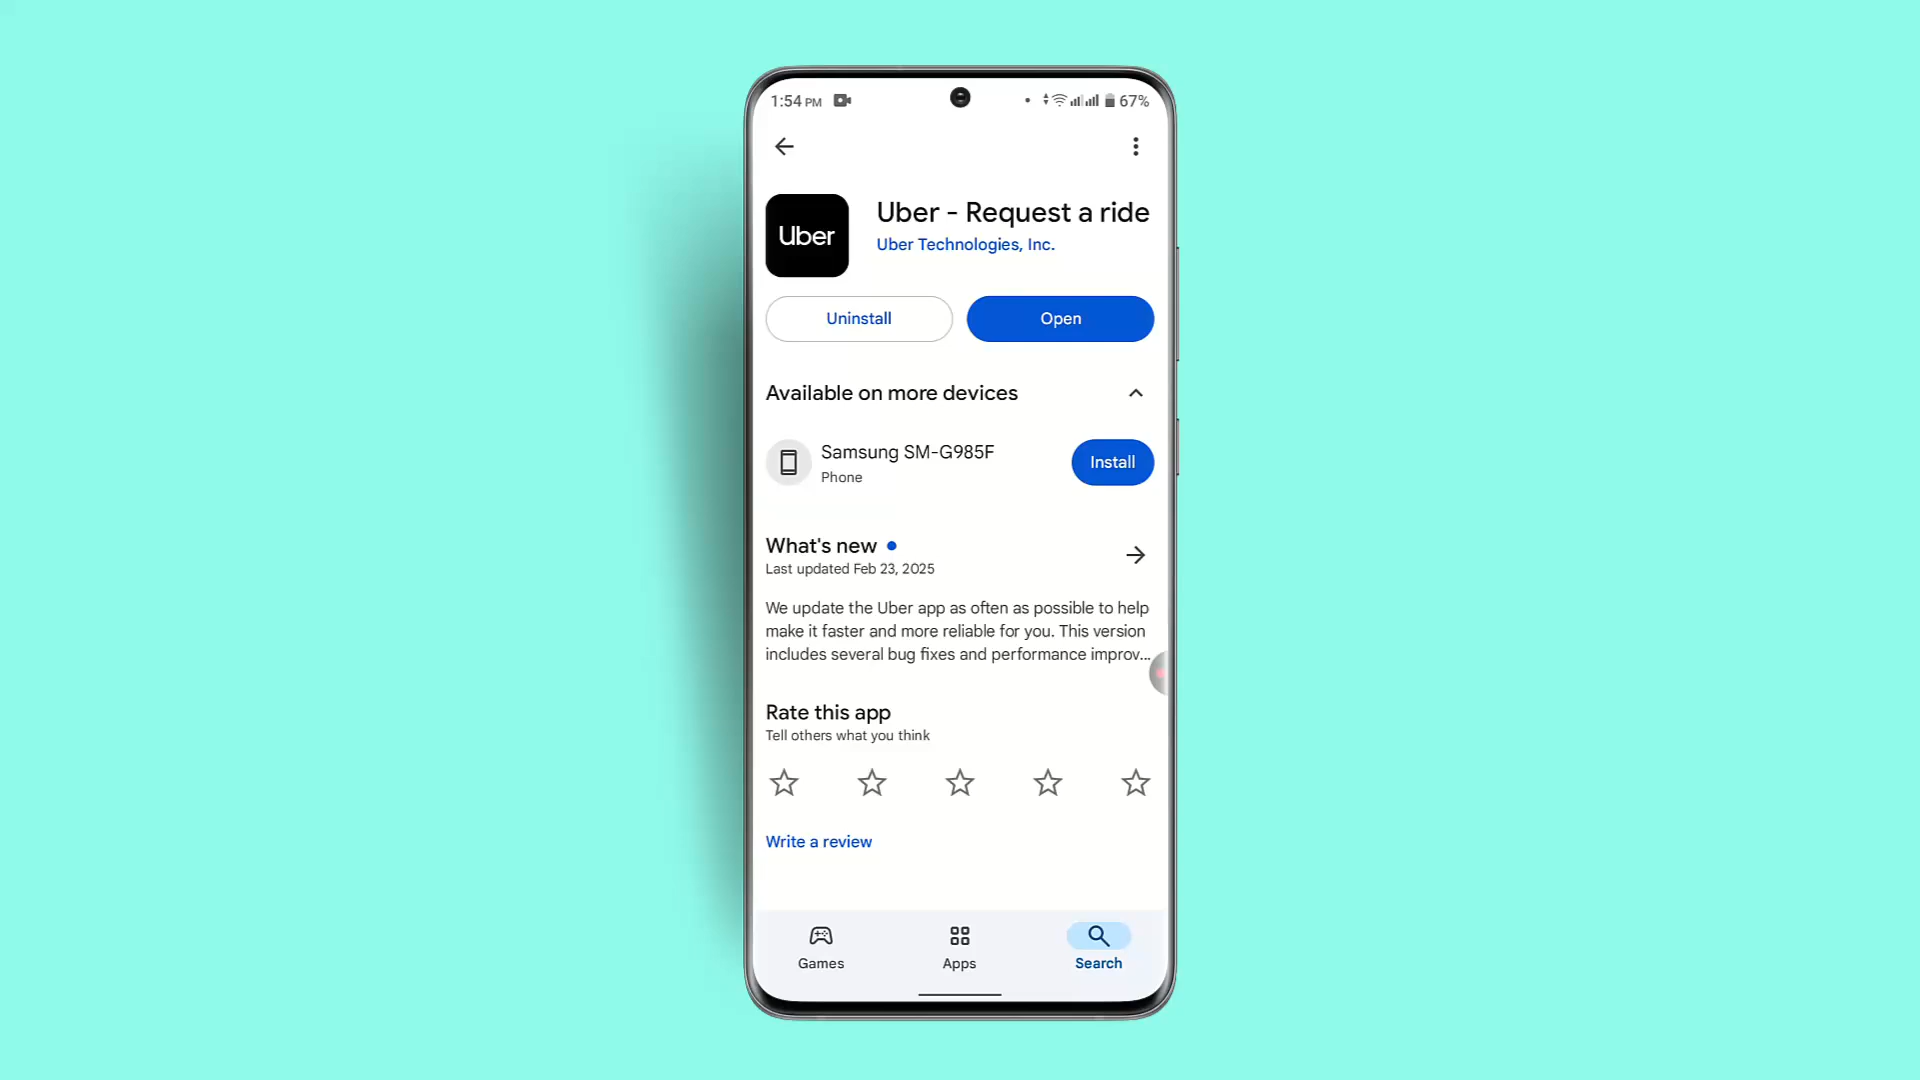 1:54 PM 67%
Uber
Uber - Request a ride
Uber Technologies, Inc.
Uninstall Open
Available on more devices
Samsung SM-G985F
Phone
Install
What's new
Last updated Feb 23, 2025
We update the Uber app as often as possible to help
make it faster and more reliable for you. This version
includes several bug fixes and performance improv...
Rate this app
Tell others what you think
Write a review
Games Apps Search